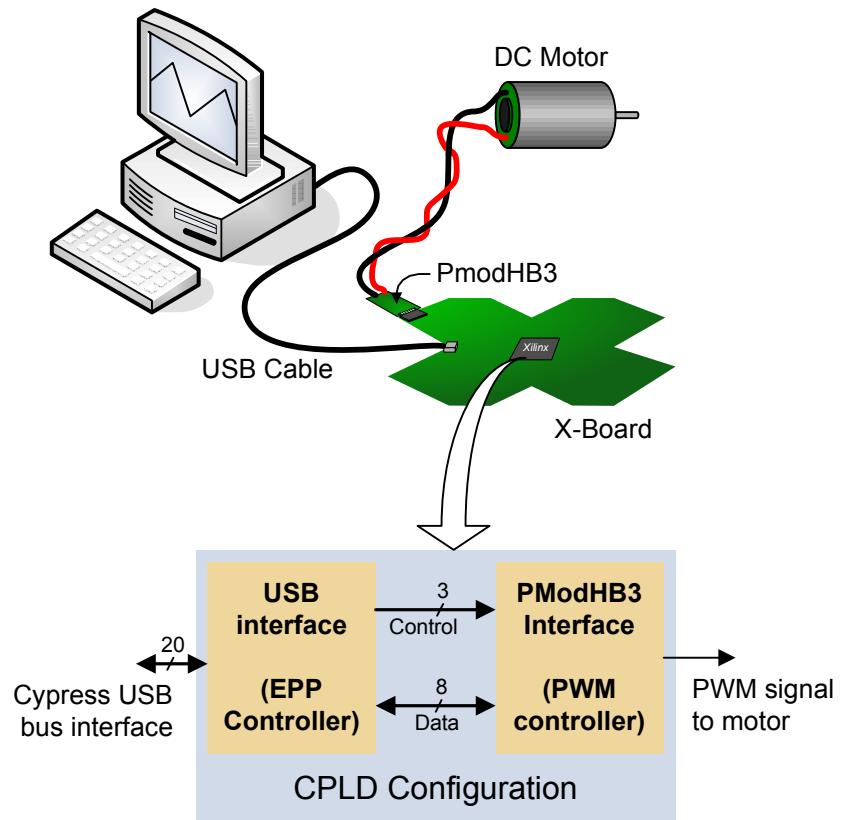 DC Motor
PmodHB3
USB Cable
Xilinx
X-Board
USB
interface
(EPP
Controller)
3
Control
8
Data
PModHB3
Interface
(PWM
controller)
20
Cypress USB
bus interface
PWM signal
to motor
CPLD Configuration